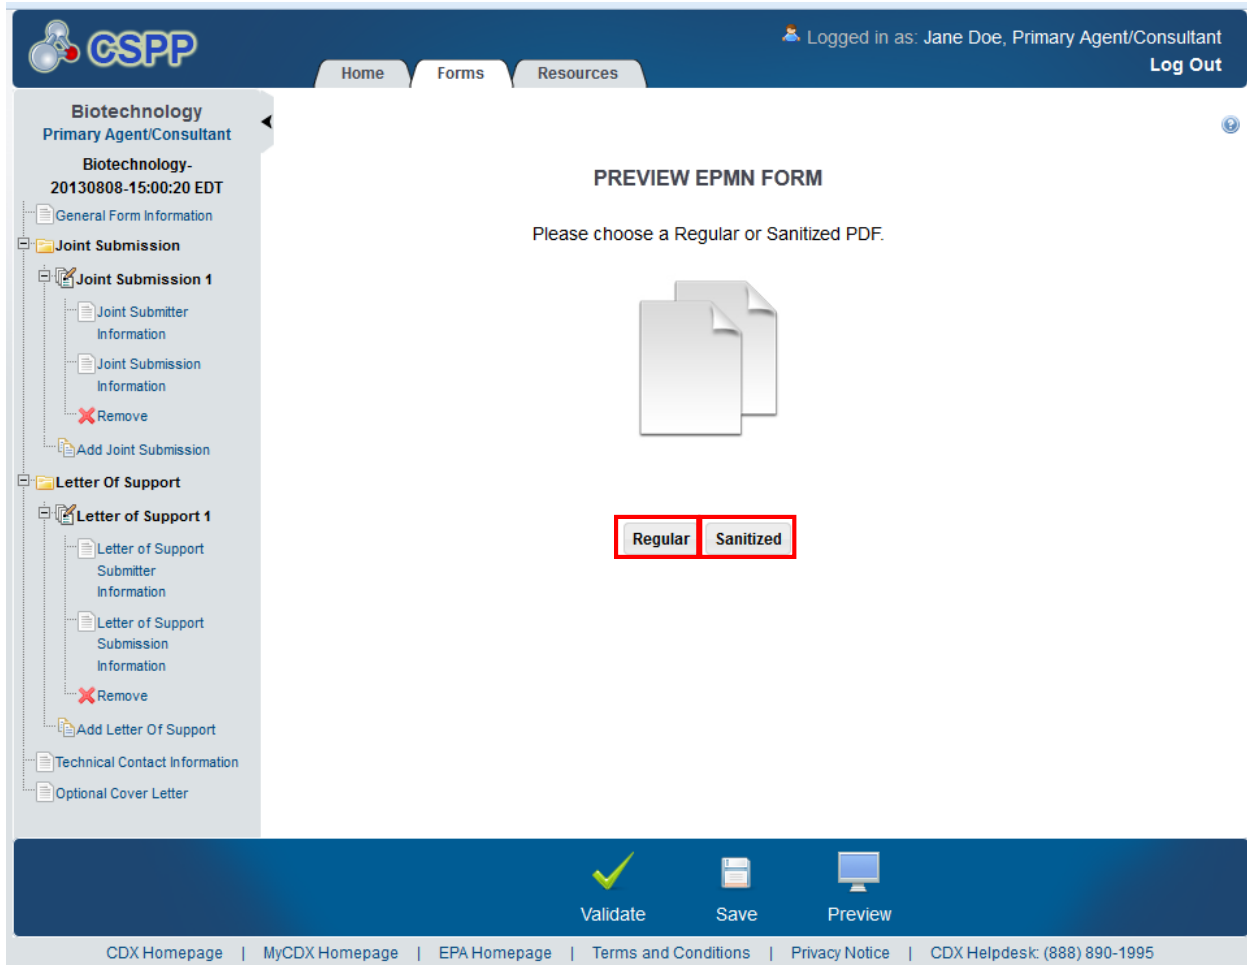 CSPP
Logged in as: Jane Doe, Primary Agent/Consultant
Log Out
Home
Forms
Resources
Biotechnology
Primary Agent/Consultant
Biotechnology-
20130808-15:00:20 EDT
General Form Information
Joint Submission
Joint Submission 1
Joint Submitter
Information
Joint Submission
Information
Remove
Add Joint Submission
Letter Of Support
Letter of Support 1
Letter of Support
Submitter
Information
Letter of Support
Submission
Information
Remove
Add Letter Of Support
Technical Contact Information
Optional Cover Letter
PREVIEW EPMN FORM
Please choose a Regular or Sanitized PDF.
Regular
Sanitized
Validate
Save
Preview
CDX Homepage | MyCDX Homepage | EPA Homepage | Terms and Conditions | Privacy Notice | CDX Helpdesk: (888) 890-1995